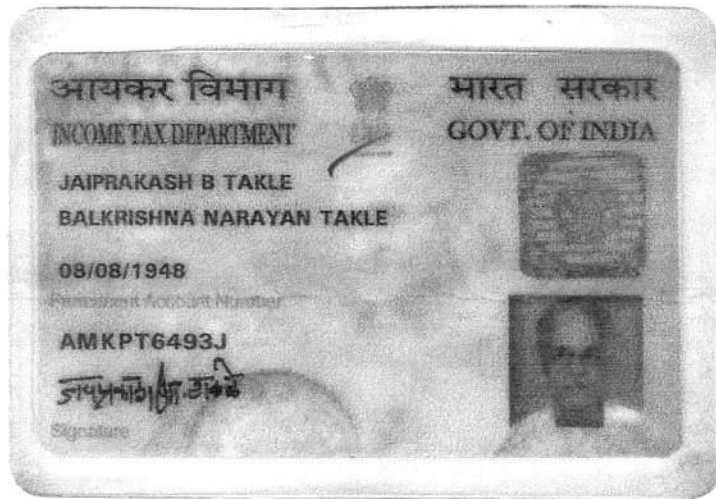 आयकर विभाग
भारत सरकार
INCOME TAX DEPARTMENT
GOVT. OF INDIA
JAIPRAKASH B TAKLE
BALKRISHNA NARAYAN TAKLE
08/08/1948
Permanent Account Number
AMKPT6493J
Signature